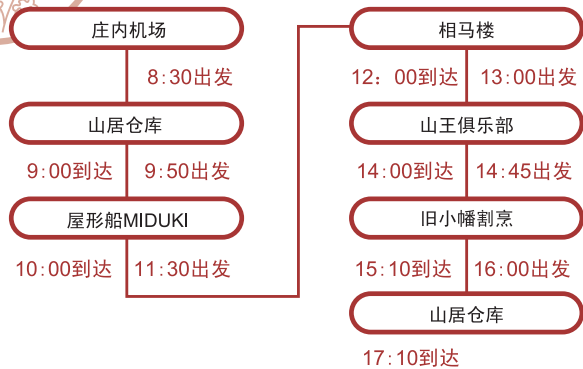 庄内机场
8:30出发
山居仓库
9:00到达 9:50出发
屋形船MIDUKI
10:00到达 11:30出发
相马楼
12：00到达 13:00出发
山王俱乐部
14:00到达 14:45出发
旧小幡割烹
15:10到达 16:00出发
山居仓库
17:10到达